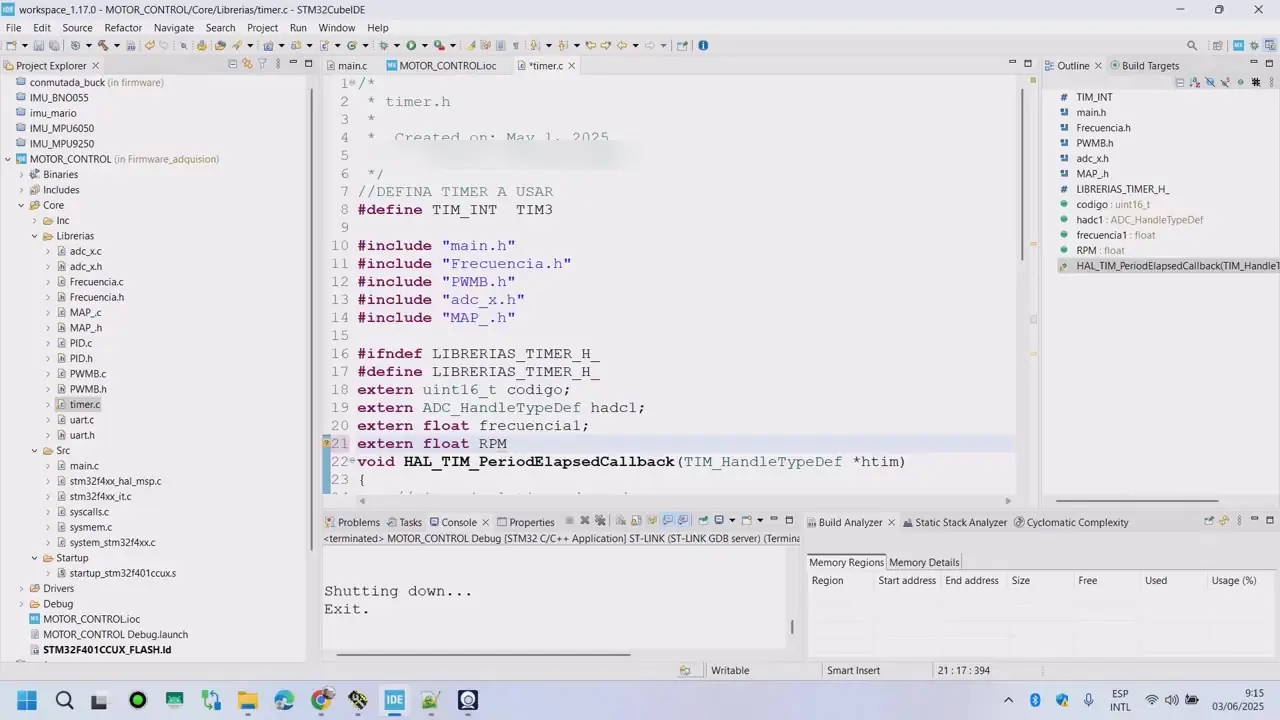 workspace_1.17.0 - MOTOR_CONTROL/Core/Librerias/timer.c - STM32CubeIDE
File Edit Source Refactor Navigate Search Project Run Window Help
Project Explorer
conmutada_buck (in firmware)
IMU_BNO055
imu_mario
IMU_MPU6050
IMU_MPU9250
MOTOR_CONTROL (in Firmware_adquision)
Binaries
Includes
Core
Inc
Librerias
adc_x.c
adc_x.h
Frecuencia.c
Frecuencia.h
MAP_.c
MAP_.h
PID.c
PID.h
PWMB.c
PWMB.h
timer.c
uart.c
uart.h
Src
main.c
stm32f4xx_hal_msp.c
stm32f4xx_it.c
syscalls.c
sysmem.c
system_stm32f4xx.c
Startup
startup_stm32f401ccux.s
Drivers
Debug
MOTOR_CONTROL.ioc
MOTOR_CONTROL Debug.launch
STM32F401CCUX_FLASH.ld
main.c MOTOR_CONTROL.ioc *timer.c
1 /*
2 * timer.h
3 *
4 * Created on: May 1, 2025
5
6 */
7 //DEFINA TIMER A USAR
8 #define TIM_INT TIM3
9
10 #include "main.h"
11 #include "Frecuencia.h"
12 #include "PWMB.h"
13 #include "adc_x.h"
14 #include "MAP_.h"
15
16 #ifndef LIBRERIAS_TIMER_H_
17 #define LIBRERIAS_TIMER_H_
18 extern uint16_t codigo;
19 extern ADC_HandleTypeDef hadc1;
20 extern float frecuencia1;
21 extern float RPM
22 void HAL_TIM_PeriodElapsedCallback(TIM_HandleTypeDef *htim)
23 {
Outline Build Targets
TIM_INT
main.h
Frecuencia.h
PWMB.h
adc_x.h
MAP_.h
LIBRERIAS_TIMER_H_
codigo : uint16_t
hadc1 : ADC_HandleTypeDef
frecuencia1 : float
RPM : float
HAL_TIM_PeriodElapsedCallback(TIM_HandleT
Problems Tasks Console Properties
<terminated> MOTOR_CONTROL Debug [STM32 C/C++ Application] ST-LINK (ST-LINK GDB server) (Termina
Shutting down...
Exit.
Build Analyzer Static Stack Analyzer Cyclomatic Complexity
Memory Regions Memory Details
Region Start address End address Size Free Used Usage (%)
Writable Smart Insert 21 : 17 : 394
IDE
ESP
INTL
9:15
03/06/2025